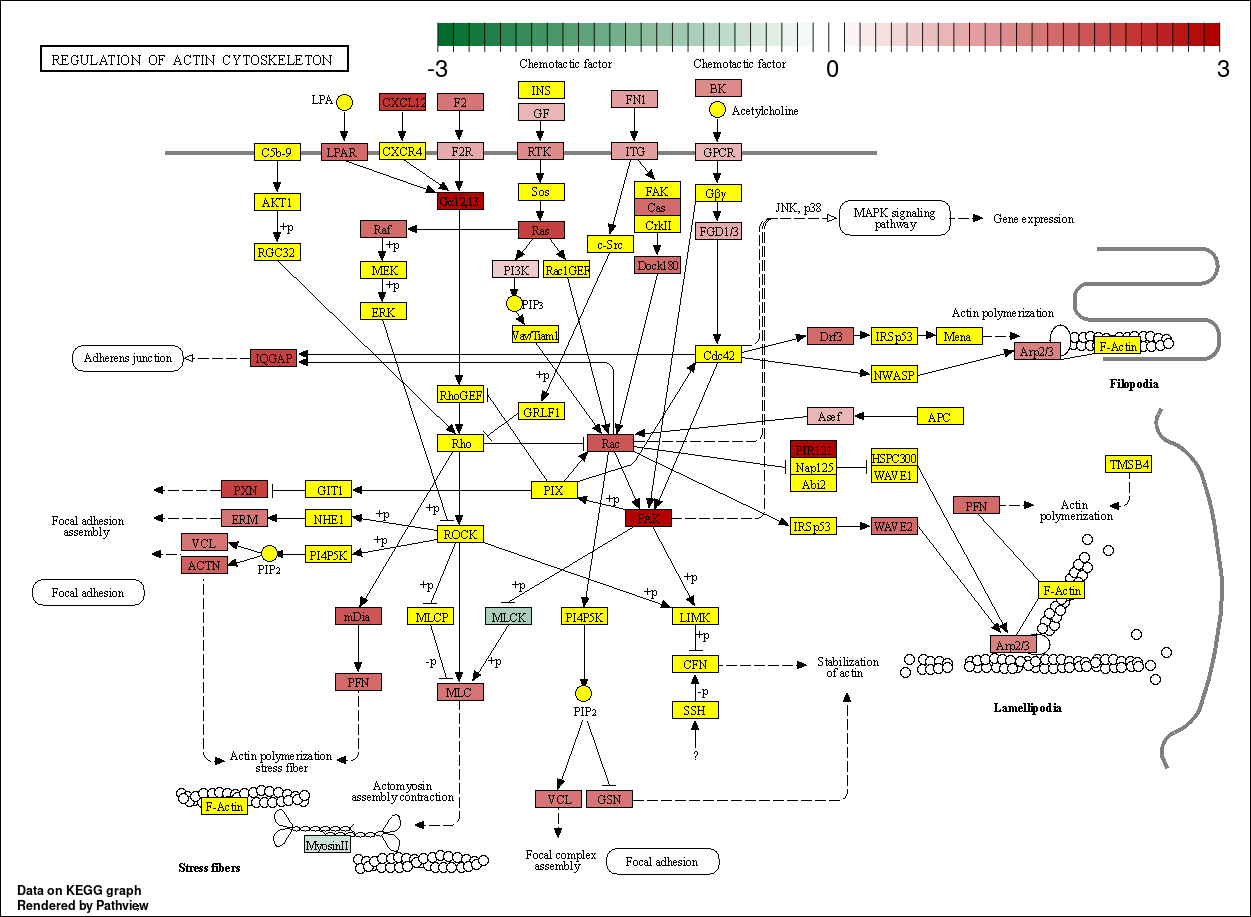 REGULATION OF ACTIN CYTOSKELETON
-3
0
3
Chemotactic factor
Chemotactic factor
LPA
CXCL12
F2
INS
GF
FN1
BK
Acetylcholine
C5b-9
LPAR
CXCR4
F2R
RTK
ITG
GPCR
AKT1
Gα12,13
Sos
FAK
Cas
CrkII
Gβγ
+p
Raf
Ras
FGD1/3
JNK, p38
MAPK signaling
pathway
Gene expression
RGC32
+p
MEK
c-Src
PI3K
Rac1GEF
Dock180
+p
ERK
PIP3
Vav/Tiam1
Actin polymerization
Adherens junction
IQGAP
Cdc42
Drf3
IRSp53
Mena
Arp2/3
F-Actin
NWASP
Filopodia
+p
RhoGEF
GRLF1
Asef
APC
Rho
Rac
PIR121
Nap125
Abi2
HSPC300
WAVE1
TMSB4
PXN
GIT1
PIX
+p
PFN
Actin
polymerization
Focal adhesion
assembly
ERM
NHE1
+p
+p
PAK
IRSp53
WAVE2
ROCK
VCL
ACTN
PIP2
PI4P5K
+p
Focal adhesion
+p
+p
+p
F-Actin
mDia
MLCP
MLCK
PI4P5K
LIMK
+p
Arp2/3
-p
+p
CFN
Stabilization
of actin
PFN
MLC
-p
PIP2
SSH
Lamellipodia
?
Actin polymerization
stress fiber
Actomyosin
assembly contraction
F-Actin
VCL
GSN
MyosinII
Stress fibers
Focal complex
assembly
Focal adhesion
Data on KEGG graph
Rendered by Pathview